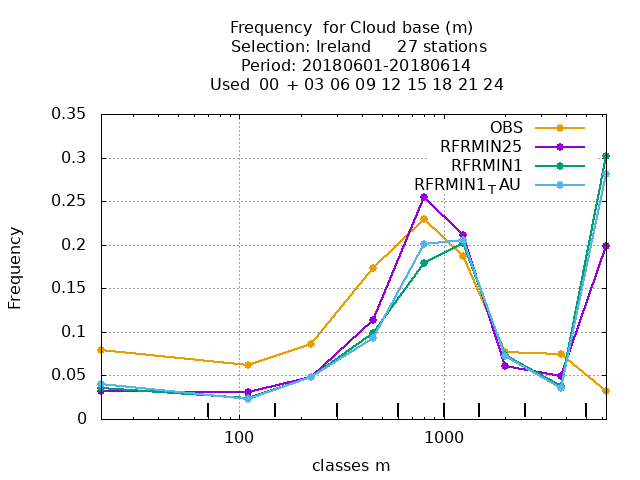 Frequency  for Cloud base (m)
Selection: Ireland     27 stations
Period: 20180601-20180614
Used  00 + 03 06 09 12 15 18 21 24
OBS
RFRMIN25
RFRMIN1
RFRMIN1_TAU
0.35
0.3
0.25
0.2
0.15
0.1
0.05
0
Frequency
100 1000
classes m